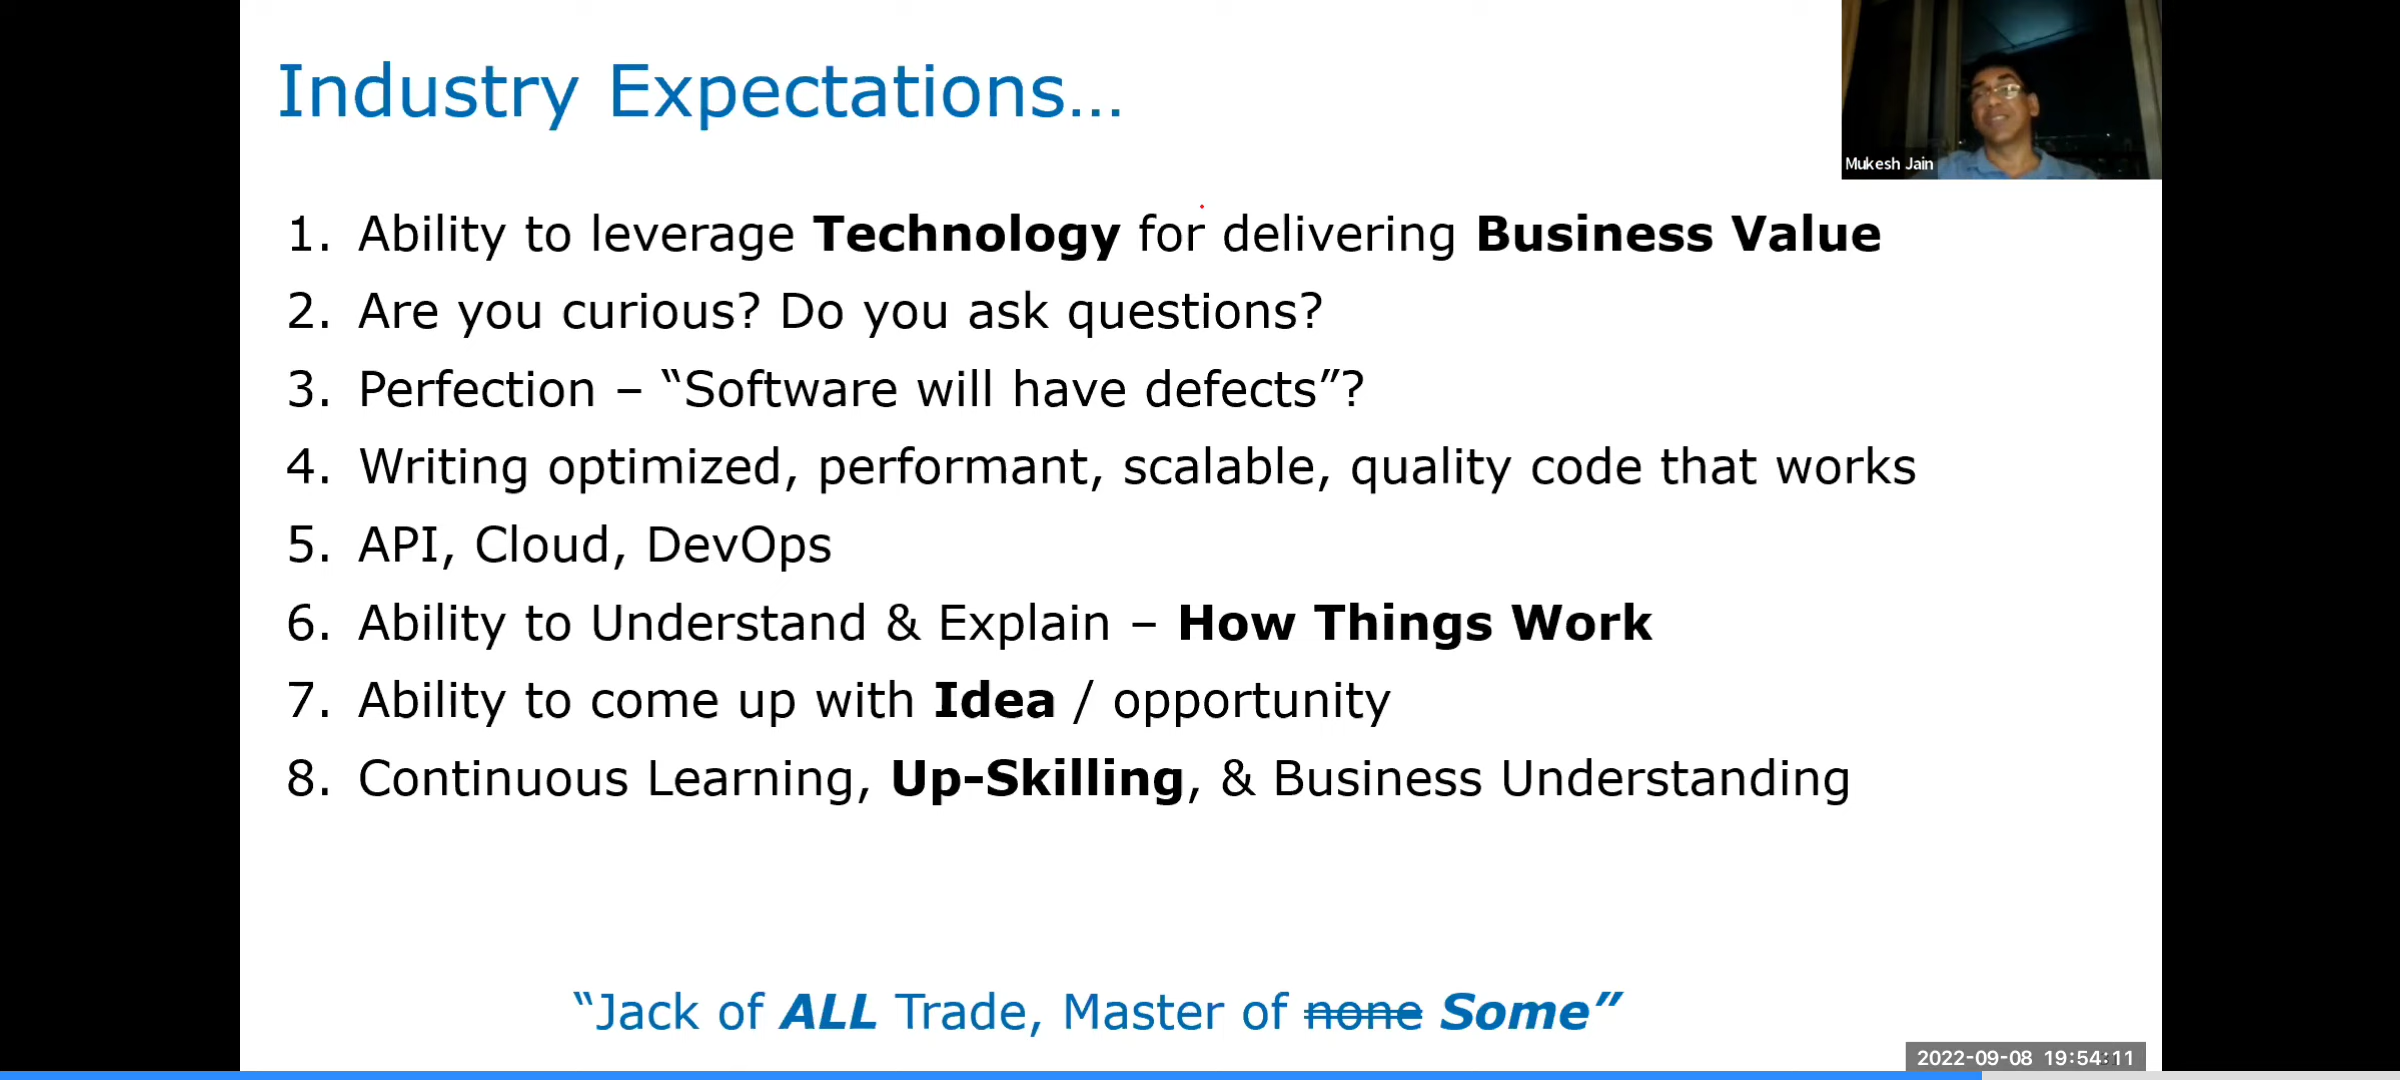 Industry Expectations...
Mukesh Jain
1. Ability to leverage Technology for delivering Business Value
2. Are you curious? Do you ask questions?
3. Perfection – “Software will have defects”?
4. Writing optimized, performant, scalable, quality code that works
5. API, Cloud, DevOps
6. Ability to Understand & Explain – How Things Work
7. Ability to come up with Idea / opportunity
8. Continuous Learning, Up-Skilling, & Business Understanding
“Jack of ALL Trade, Master of none Some”
2022-09-08 19:54:11